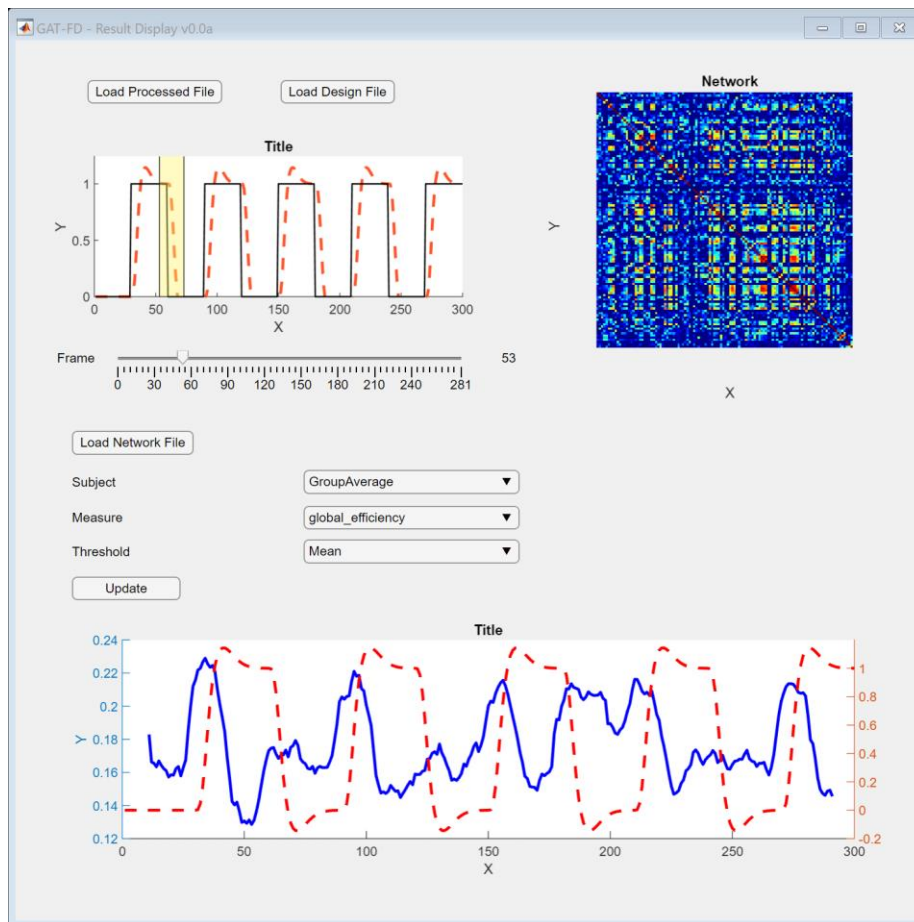 GAT-FD - Result Display v0.0a
Load Processed File
Load Design File
Title
Y
1
0.5
0
0 50 100 150 200 250 300
X
Frame
53
0 30 60 90 120 150 180 210 240 281
Network
Y
X
Load Network File
Subject GroupAverage
Measure global_efficiency
Threshold Mean
Update
Title
Y
0.24
0.22
0.2
0.18
0.16
0.14
0.12
1
0.8
0.6
0.4
0.2
0
-0.2
0 50 100 150 200 250 300
X